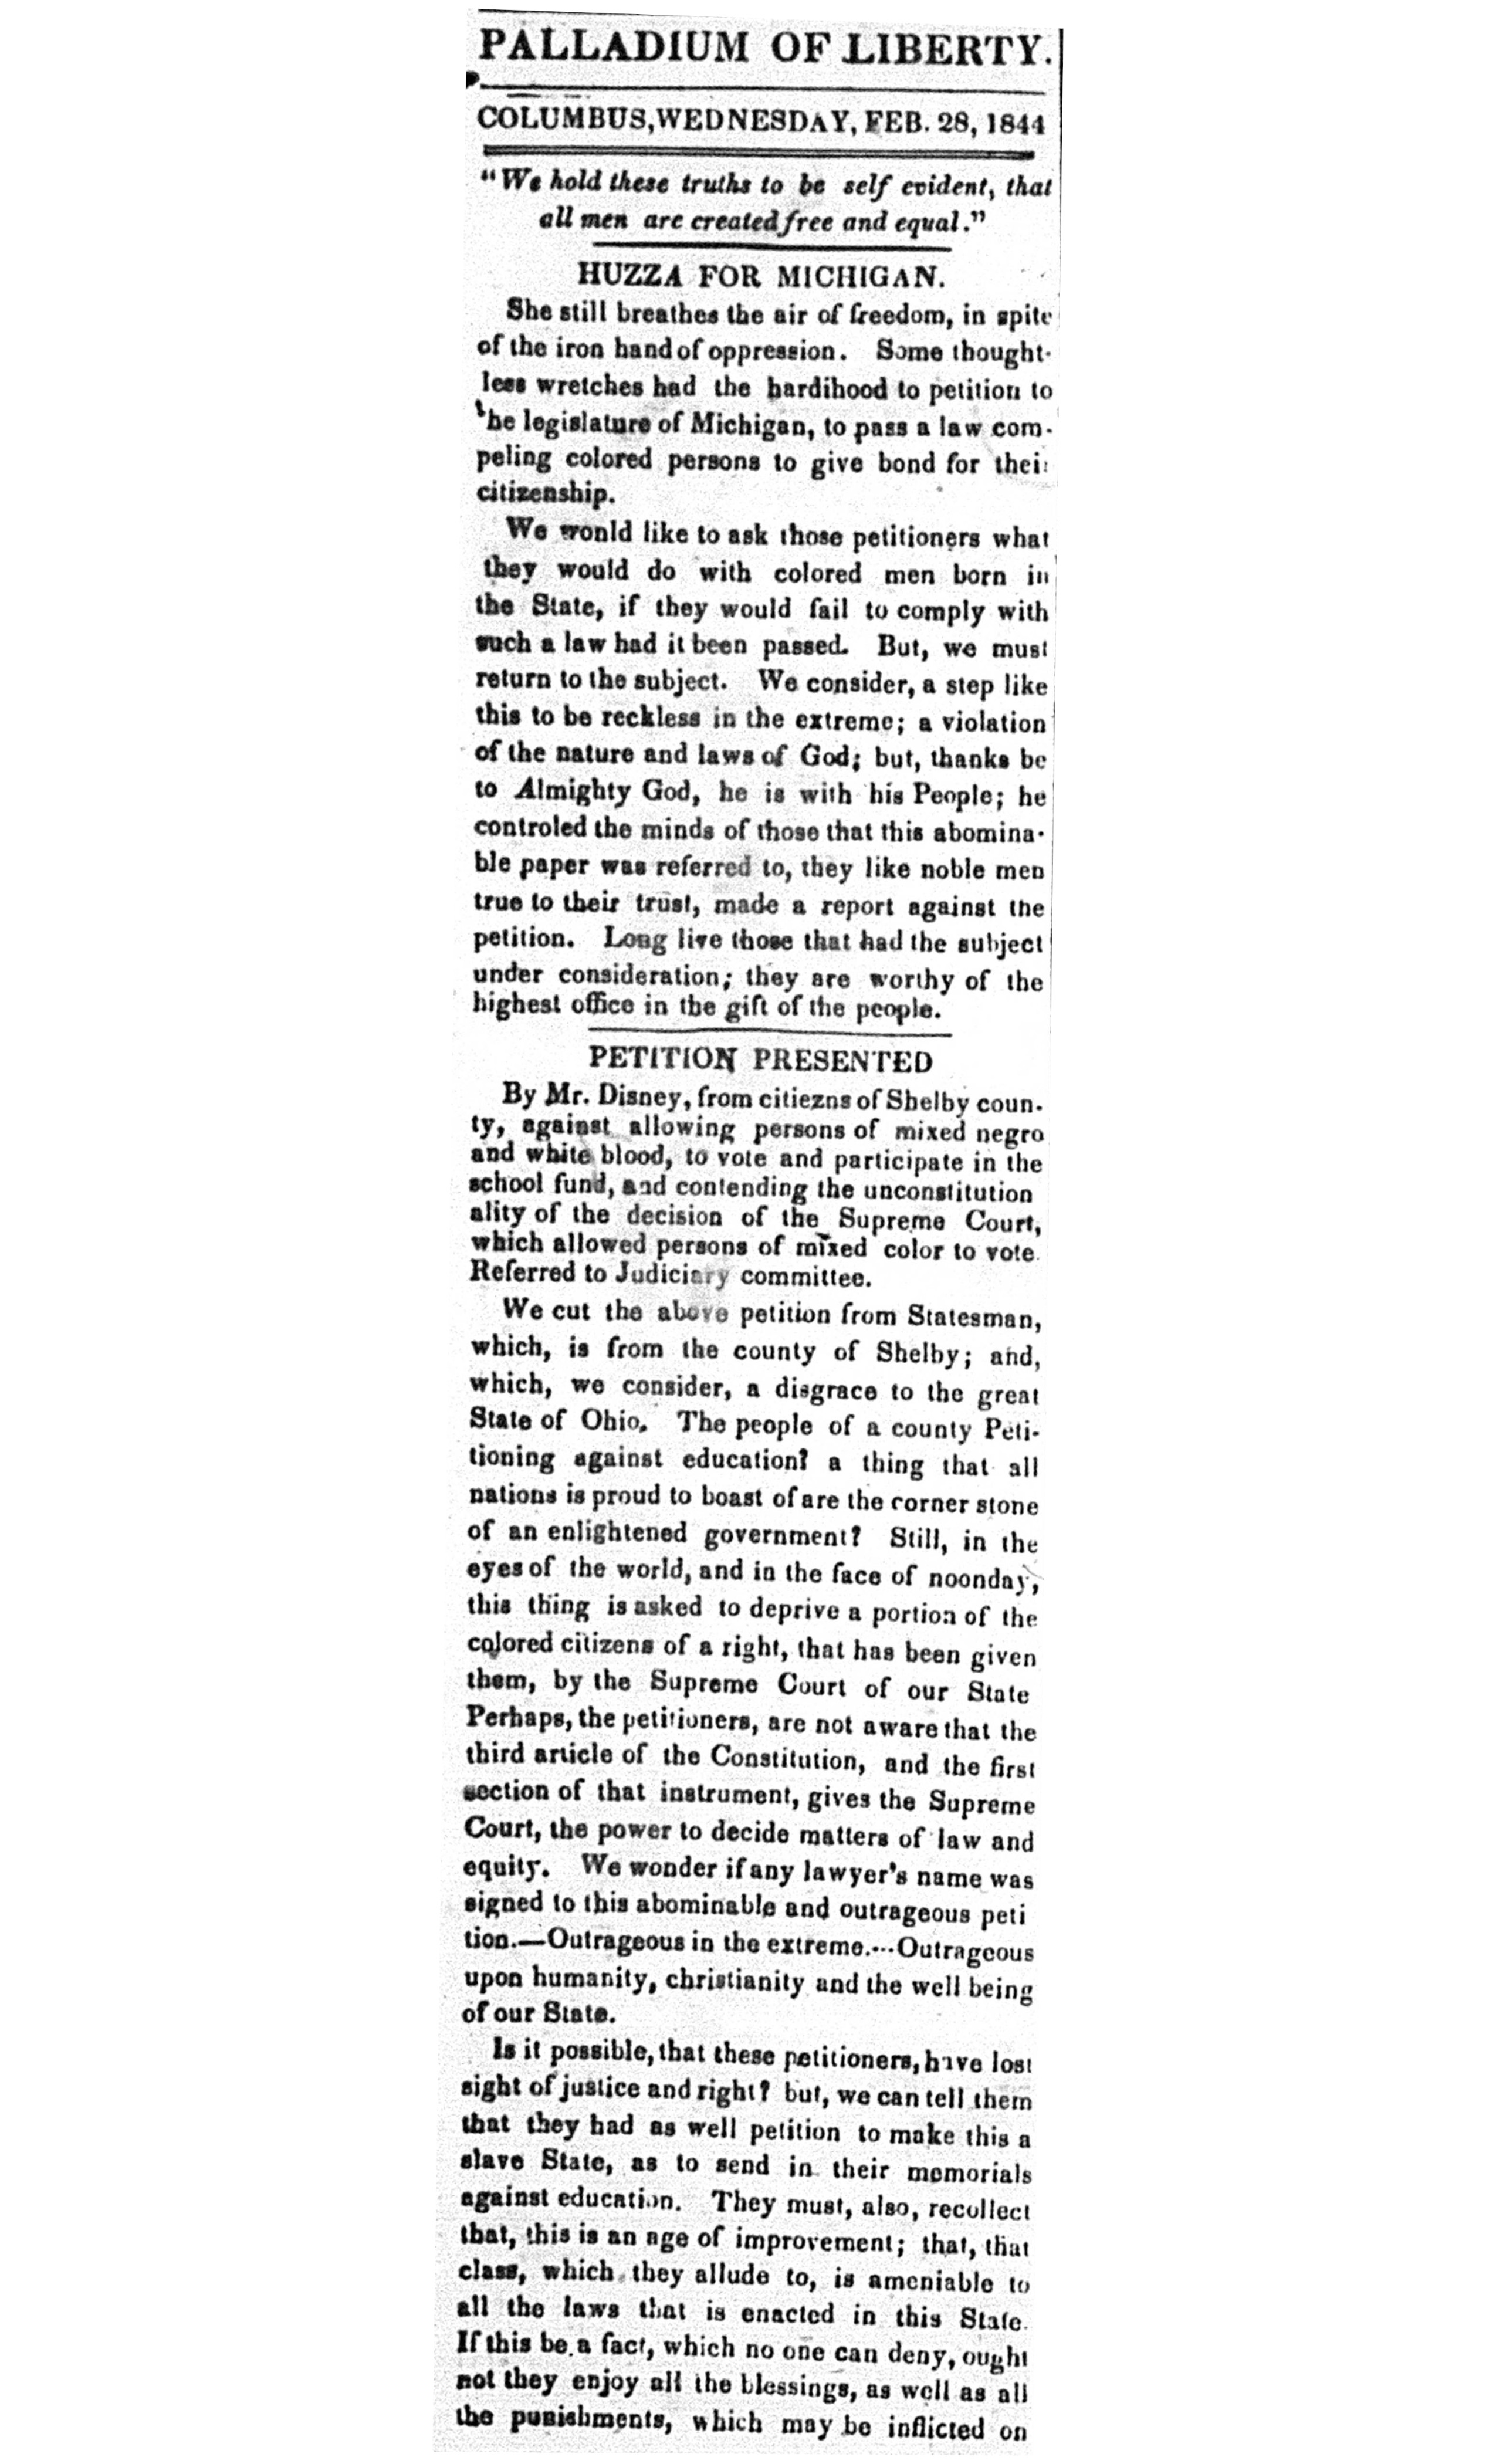 PALLADIUM OF LIBERTY.
COLUMBUS, WEDNESDAY, FEB. 28, 1844
"We hold these truths to be self evident, that
all men are created free and equal."
HUZZA FOR MICHIGAN.
She still breathes the air of freedom, in spite
of the iron hand of oppression. Some thought-
less wretches had the hardihood to petition to
the legislature of Michigan, to pass a law com-
peling colored persons to give bond for their
citizenship.
We would like to ask those petitioners what
they would do with colored men born in
the State, if they would fail to comply with
such a law had it been passed. But, we must
return to the subject. We consider, a step like
this to be reckless in the extreme; a violation
of the nature and laws of God; but, thanks be
to Almighty God, he is with his People; he
controled the minds of those that this abomina-
ble paper was referred to, they like noble men
true to their trust, made a report against the
petition. Long live those that had the subject
under consideration; they are worthy of the
highest office in the gift of the people.
PETITION PRESENTED
By Mr. Disney, from citiezns of Shelby coun-
ty, against allowing persons of mixed negro
and white blood, to vote and participate in the
school fund, and contending the unconstitution
ality of the decision of the Supreme Court,
which allowed persons of mixed color to vote.
Referred to Judiciary committee.
We cut the above petition from Statesman,
which, is from the county of Shelby; and,
which, we consider, a disgrace to the great
State of Ohio. The people of a county Peti-
tioning against education? a thing that all
nations is proud to boast of are the corner stone
of an enlightened government? Still, in the
eyes of the world, and in the face of noonday,
this thing is asked to deprive a portion of the
colored citizens of a right, that has been given
them, by the Supreme Court of our State
Perhaps, the petitioners, are not aware that the
third article of the Constitution, and the first
section of that instrument, gives the Supreme
Court, the power to decide matters of law and
equity. We wonder if any lawyer's name was
signed to this abominable and outrageous peti
tion.—Outrageous in the extreme.---Outrageous
upon humanity, christianity and the well being
of our State.
Is it possible, that these petitioners, have lost
sight of justice and right? but, we can tell them
that they had as well petition to make this a
slave State, as to send in their memorials
against education. They must, also, recollect
that, this is an age of improvement; that, that
class, which they allude to, is ameniable to
all the laws that is enacted in this State.
If this be a fact, which no one can deny, ought
not they enjoy all the blessings, as well as all
the punishments, which may be inflicted on